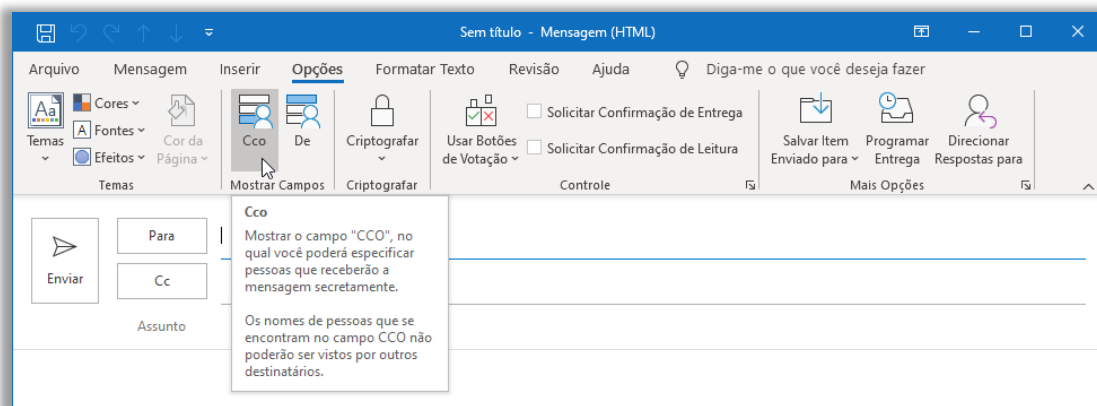 Sem título - Mensagem (HTML)
Arquivo Mensagem Inserir Opções Formatar Texto Revisão Ajuda Diga-me o que você deseja fazer
Temas
Cores
Fontes
Efeitos
Cor da
Página
Temas
Cco
De
Mostrar Campos
Criptografar
Criptografar
Usar Botões
de Votação
Solicitar Confirmação de Entrega
Solicitar Confirmação de Leitura
Controle
Salvar Item
Enviado para
Programar
Entrega
Direcionar
Respostas para
Mais Opções
Enviar
Para
Cc
Assunto
Cco
Mostrar o campo "CCO", no
qual você poderá especificar
pessoas que receberão a
mensagem secretamente.
Os nomes de pessoas que se
encontram no campo CCO não
poderão ser vistos por outros
destinatários.